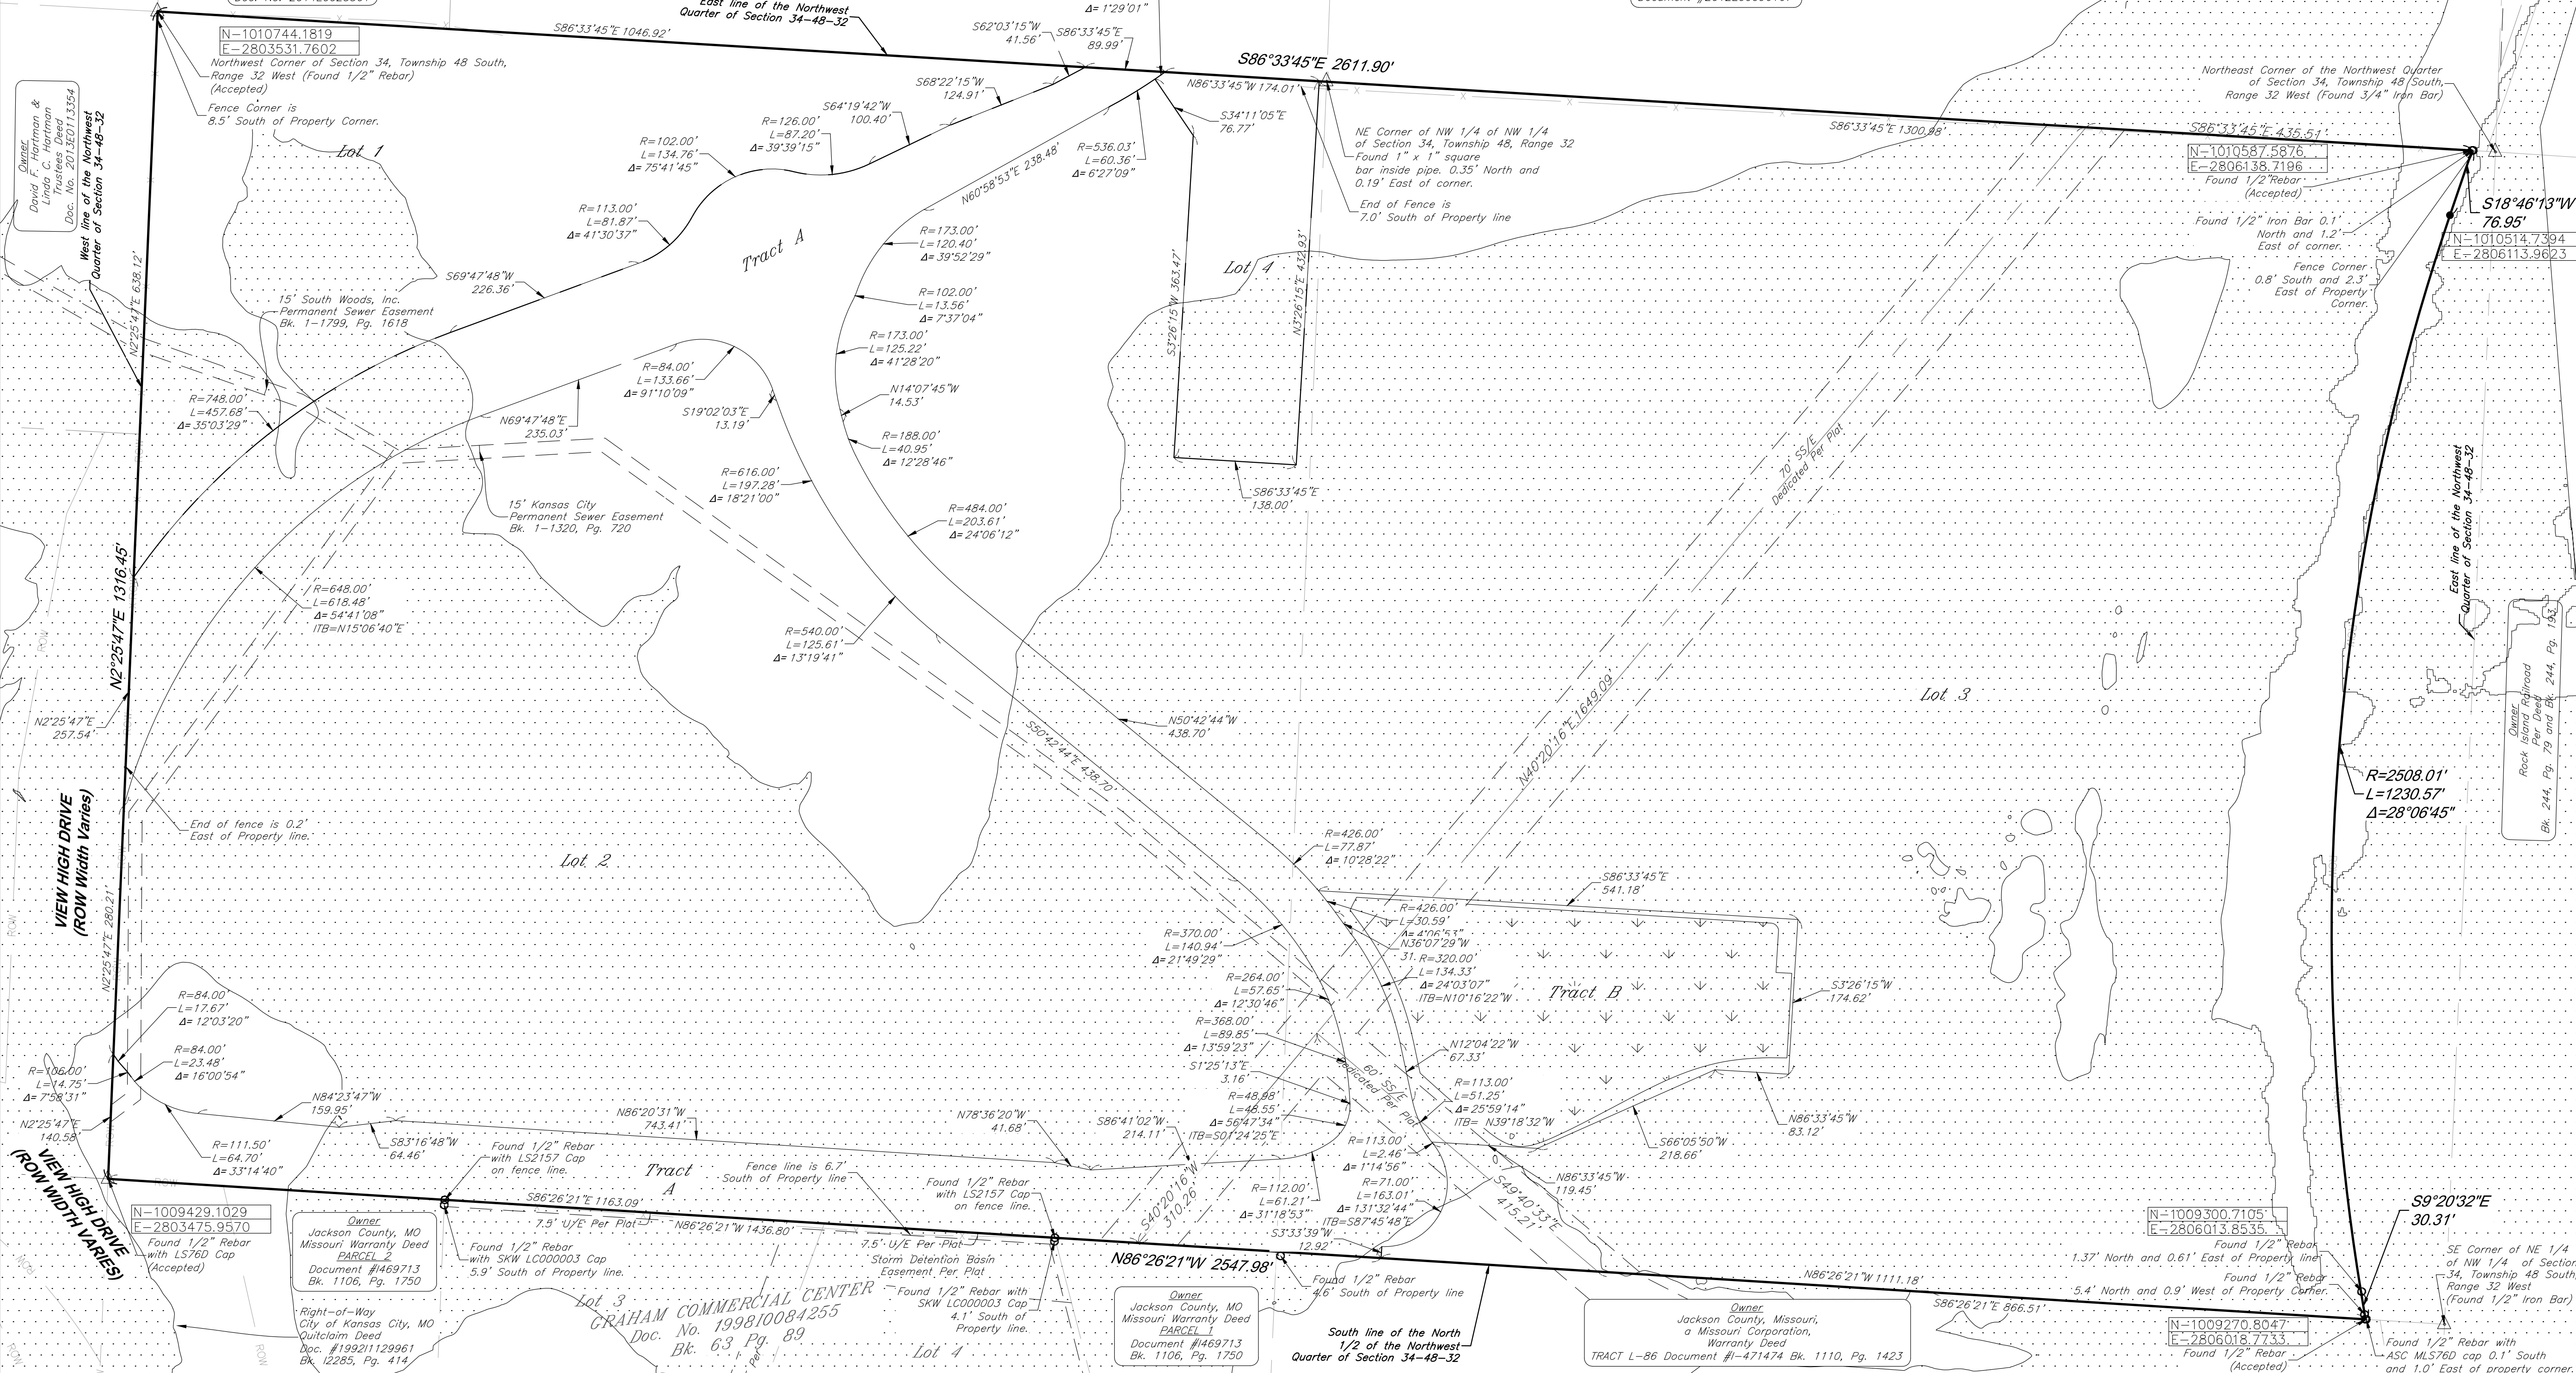 N-1010744.1819
E-2803531.7602
Northwest Corner of Section 34, Township 48 South,
Range 32 West (Found 1/2" Rebar)
(Accepted)
Fence Corner is
8.5' South of Property Corner.
Owner
David F. Hartman &
Linda C. Hartman
Trustees Deed
Doc. No. 2013E0113354
West line of the Northwest
Quarter of Section 34-48-32
S86°33'45"E 1046.92'
East line of the Northwest
Quarter of Section 34-48-32
Δ= 1°29'01"
S62°03'15"W
41.56'
S86°33'45"E
89.99'
S86°33'45"E 2611.90'
N86°33'45"W 174.01'
S68°22'15"W
124.91'
S64°19'42"W
100.40'
R=126.00'
L=87.20'
Δ= 39°39'15"
R=102.00'
L=134.76'
Δ= 75°41'45"
R=113.00'
L=81.87'
Δ= 41°30'37"
S69°47'48"W
226.36'
S34°11'05"E
76.77'
R=536.03'
L=60.36'
Δ= 6°27'09"
N60°58'53"E 238.48'
NE Corner of NW 1/4 of NW 1/4
of Section 34, Township 48, Range 32
Found 1" x 1" square
bar inside pipe. 0.35' North and
0.19' East of corner.
End of Fence is
7.0' South of Property line
S86°33'45"E 1300.98'
S86°33'45"E 435.51'
Northeast Corner of the Northwest Quarter
of Section 34, Township 48 South,
Range 32 West (Found 3/4" Iron Bar)
N-1010587.5876
E-2806138.7196
Found 1/2"Rebar
(Accepted)
Found 1/2" Iron Bar 0.1'
North and 1.2'
East of corner.
Fence Corner
0.8' South and 2.3'
East of Property
Corner.
S18°46'13"W
76.95'
N-1010514.7394
E-2806113.9623
Lot 1
Tract A
Lot 4
N2°25'47"E 638.12'
15' South Woods, Inc.
Permanent Sewer Easement
Bk. 1-1799, Pg. 1618
R=173.00'
L=120.40'
Δ= 39°52'29"
R=102.00'
L=13.56'
Δ= 7°37'04"
R=173.00'
L=125.22'
Δ= 41°28'20"
N14°07'45"W
14.53'
R=188.00'
L=40.95'
Δ= 12°28'46"
S3°26'15"W 363.47'
N3°26'15"E 432.93'
S86°33'45"E
138.00'
R=748.00'
L=457.68'
Δ= 35°03'29"
R=84.00'
L=133.66'
Δ= 91°10'09"
N69°47'48"E
235.03'
S19°02'03"E
13.19'
R=616.00'
L=197.28'
Δ= 18°21'00"
R=484.00'
L=203.61'
Δ= 24°06'12"
15' Kansas City
Permanent Sewer Easement
Bk. 1-1320, Pg. 720
R=648.00'
L=618.48'
Δ= 54°41'08"
ITB=N15°06'40"E
R=540.00'
L=125.61'
Δ= 13°19'41"
70' SS/E
Dedicated Per Plat
East line of the Northwest
Quarter of Section 34-48-32
N2°25'47"E 1316.45'
ROW
N2°25'47"E
257.54'
N50°42'44"W
438.70'
S50°42'44"E 438.70'
N40°20'16"E 1649.09'
Lot 3
Owner
Rock Island Railroad
Per Deed
Bk. 244, Pg. 79 and Bk. 244, Pg. 193
R=2508.01'
L=1230.57'
Δ=28°06'45"
VIEW HIGH DRIVE
(ROW Width Varies)
End of fence is 0.2'
East of Property line.
Lot 2
R=426.00'
L=77.87'
Δ= 10°28'22"
S86°33'45"E
541.18'
R=426.00'
L=30.59'
Δ= 4°06'53"
N36°07'29"W
31.
R=320.00'
L=134.33'
Δ= 24°03'07"
ITB=N10°16'22"W
R=370.00'
L=140.94'
Δ= 21°49'29"
R=264.00'
L=57.65'
Δ= 12°30'46"
R=368.00'
L=89.85'
Δ= 13°59'23"
S1°25'13"E
3.16'
R=48.98'
L=48.55'
Δ= 56°47'34"
ITB=S01°24'25"E
Tract B
S3°26'15"W
174.62'
N12°04'22"W
67.33'
60' SS/E
Dedicated Per Plat
R=113.00'
L=51.25'
Δ= 25°59'14"
ITB= N39°18'32"W
R=113.00'
L=2.46'
Δ= 1°14'56"
N86°33'45"W
83.12'
S66°05'50"W
218.66'
N86°33'45"W
119.45'
R=71.00'
L=163.01'
Δ= 131°32'44"
ITB=S87°45'48"E
S3°33'39"W
12.92'
R=112.00'
L=61.21'
Δ= 31°18'53"
S49°40'33"E
415.21'
S40°20'16"W
310.26'
ROW
N2°25'47"E 280.21'
R=84.00'
L=17.67'
Δ= 12°03'20"
R=84.00'
L=23.48'
Δ= 16°00'54"
R=106.00'
L=14.75'
Δ= 7°58'31"
N2°25'47"E
140.58'
R=111.50'
L=64.70'
Δ= 33°14'40"
N84°23'47"W
159.95'
S83°16'48"W
64.46'
N86°20'31"W
743.41'
N78°36'20"W
41.68'
S86°41'02"W
214.11'
VIEW HIGH DRIVE
(ROW WIDTH VARIES)
Found 1/2" Rebar
with LS2157 Cap
on fence line.
Tract
A
Fence line is 6.7'
South of Property line
Found 1/2" Rebar
with LS2157 Cap
on fence line.
S86°26'21"E 1163.09'
7.5' U/E Per Plat
N86°26'21"W 1436.80'
7.5' U/E Per Plat
N86°26'21"W 2547.98'
N-1009429.1029
E-2803475.9570
Found 1/2" Rebar
with LS76D Cap
(Accepted)
Owner
Jackson County, MO
Missouri Warranty Deed
PARCEL 2
Document #I469713
Bk. 1106, Pg. 1750
Found 1/2" Rebar
with SKW LC000003 Cap
5.9' South of Property line.
Storm Detention Basin
Easement Per Plat
Found 1/2" Rebar with
SKW LC000003 Cap
4.1' South of
Property line.
Lot 3
GRAHAM COMMERCIAL CENTER
Doc. No. 1998I0084255
Bk. 63 Pg. 89
Lot 4
Right-of-Way
City of Kansas City, MO
Quitclaim Deed
Doc. #1992I1129961
Bk. I2285, Pg. 414
Owner
Jackson County, MO
Missouri Warranty Deed
PARCEL 1
Document #I469713
Bk. 1106, Pg. 1750
Found 1/2" Rebar
4.6' South of Property line
South line of the North
1/2 of the Northwest
Quarter of Section 34-48-32
Owner
Jackson County, Missouri,
a Missouri Corporation,
Warranty Deed
TRACT L-86 Document #I-471474 Bk. 1110, Pg. 1423
N86°26'21"W 1111.18'
S86°26'21"E 866.51'
N-1009300.7105
E-2806013.8535
Found 1/2" Rebar
1.37' North and 0.61' East of Property line
Found 1/2" Rebar
5.4' North and 0.9' West of Property Corner.
N-1009270.8047
E-2806018.7733
Found 1/2" Rebar
(Accepted)
S9°20'32"E
30.31'
SE Corner of NE 1/4
of NW 1/4 of Section
34, Township 48 South
Range 32 West
(Found 1/2" Iron Bar)
Found 1/2" Rebar with
ASC MLS76D cap 0.1' South
and 1.0' East of property corner.